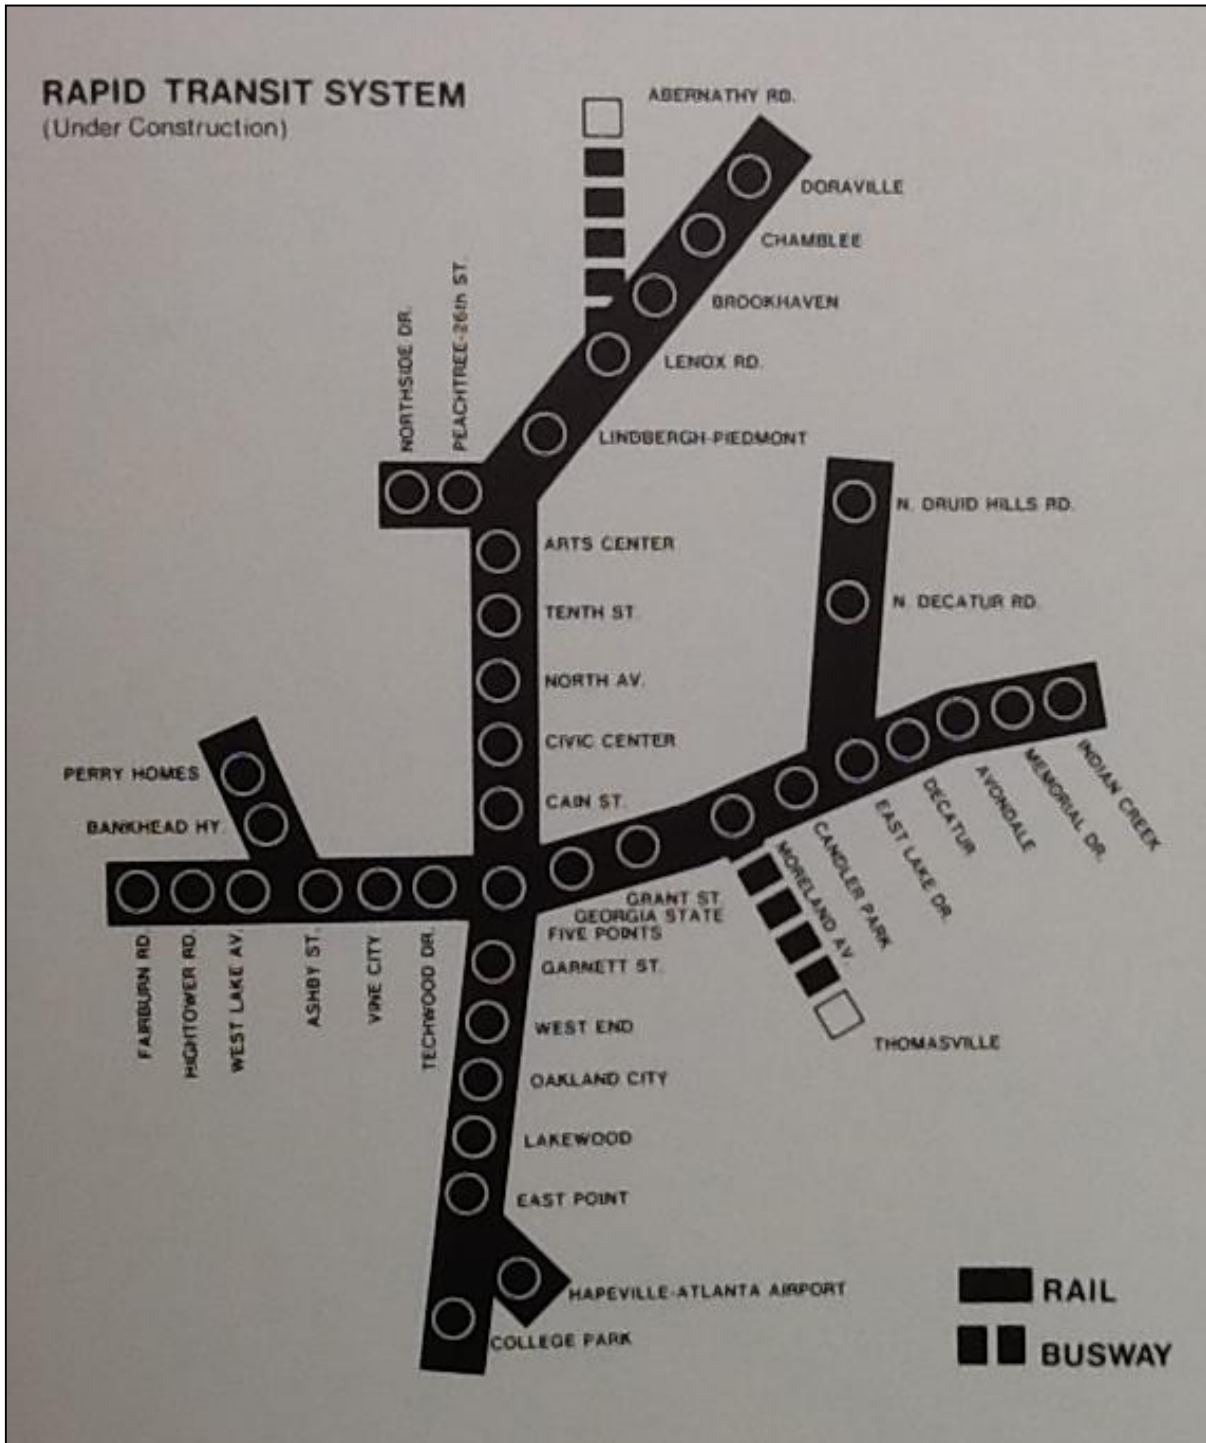 RAPID TRANSIT SYSTEM
(Under Construction)
ABERNATHY RD.
DORAVILLE
CHAMBLEE
BROOKHAVEN
LENOX RD.
LINDBERGH-PIEDMONT
NORTHSIDE DR.
PEACHTREE-26th ST.
ARTS CENTER
TENTH ST.
NORTH AV.
CIVIC CENTER
CAIN ST.
N. DRUID HILLS RD.
N. DECATUR RD.
PERRY HOMES
BANKHEAD HY.
INDIAN CREEK
MEMORIAL DR.
AVONDALE
DECATUR
EAST LAKE DR.
CANDLER PARK
MORELAND AV.
GRANT ST.
GEORGIA STATE
FIVE POINTS
FAIRBURN RD.
HIGHTOWER RD.
WEST LAKE AV.
ASHBY ST.
VINE CITY
TECHWOOD DR.
GARNETT ST.
WEST END
OAKLAND CITY
LAKEWOOD
EAST POINT
THOMASVILLE
HAPEVILLE-ATLANTA AIRPORT
COLLEGE PARK
RAIL
BUSWAY